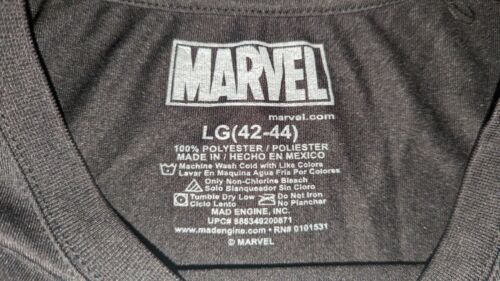 MARVEL
marvel.com
LG(42-44)
100% POLYESTER / POLIESTER
MADE IN / HECHO EN MEXICO
Machine Wash Cold with Like Colors
Lavar En Maquina Agua Fria Por Colores
Only Non-Chlorine Bleach
Solo Blanqueador Sin Cloro
Tumble Dry Low Do Not Iron
Ciclo Lento No Planchar
MAD ENGINE, INC.
UPC# 885349200871
www.madengine.com • RN# 0101531
© MARVEL